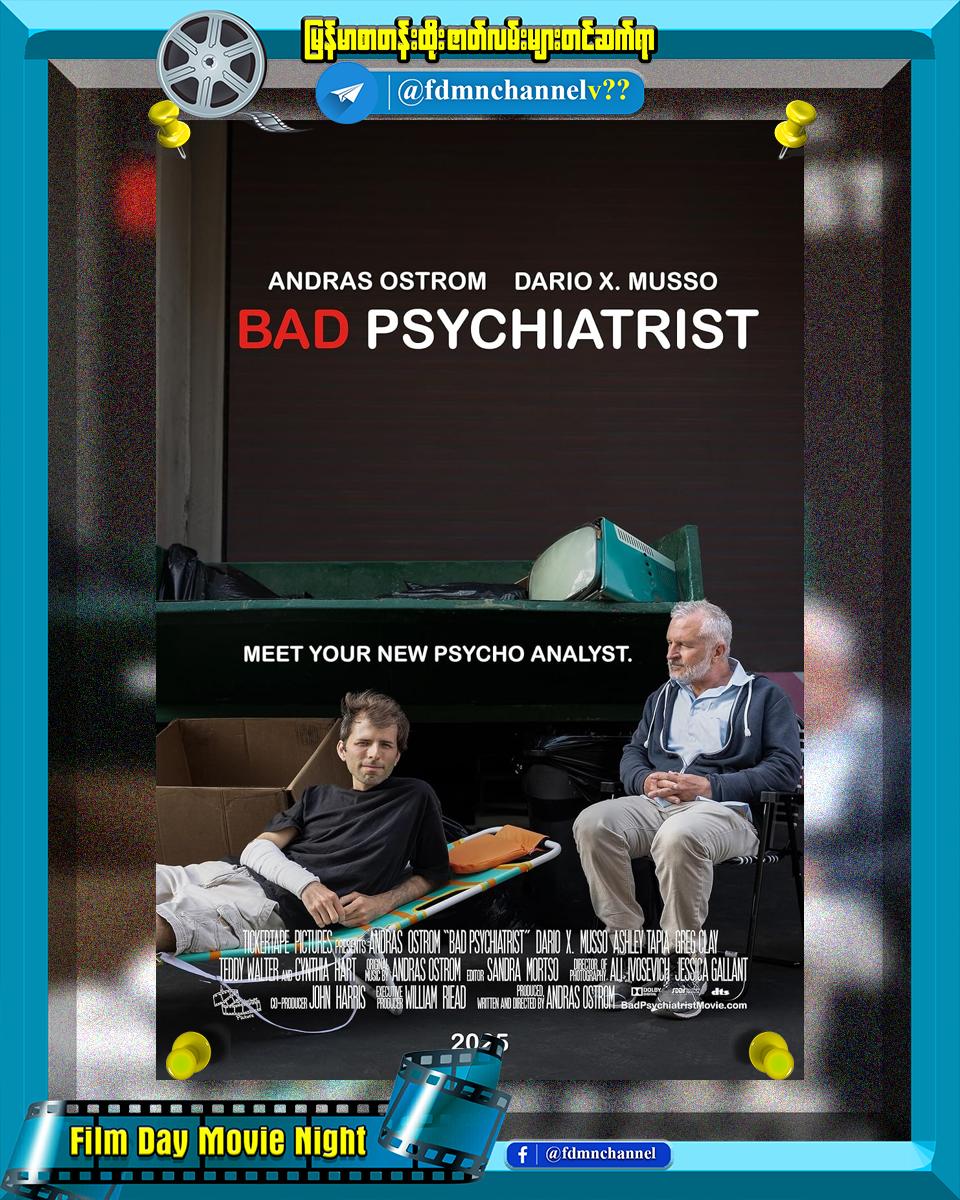 မြန်မာစာတန်းထိုးဇာတ်လမ်းများတင်ဆက်ရာ
@fdmnchannelv??
ANDRAS OSTROM DARIO X. MUSSO
BAD PSYCHIATRIST
MEET YOUR NEW PSYCHO ANALYST.
TICKERTAPE PICTURES PRESENTS ANDRAS OSTROM "BAD PSYCHIATRIST" DARIO X. MUSSO ASHLEY TAPIA GREG CLAY
TEDDY WALTER AND CYNTHIA HART ORIGINAL MUSIC BY ANDRAS OSTROM EDITOR SANDRA MORTSO DIRECTOR OF PHOTOGRAPHY ALI JVOSEVICH JESSICA GALLANT
CO-PRODUCER JOHN HARRIS EXECUTIVE PRODUCER WILLIAM RIEAD PRODUCED, WRITTEN AND DIRECTED BY ANDRAS OSTROM DOLBY dts BadPsychiatristMovie.com
2025
Film Day Movie Night
@fdmnchannel